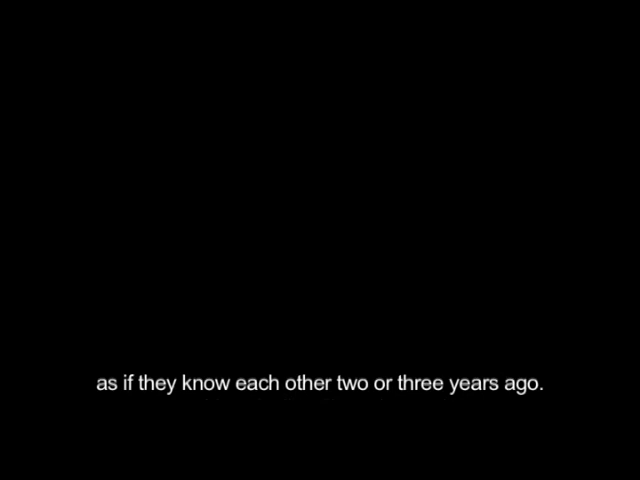 as if they know each other two or three years ago.